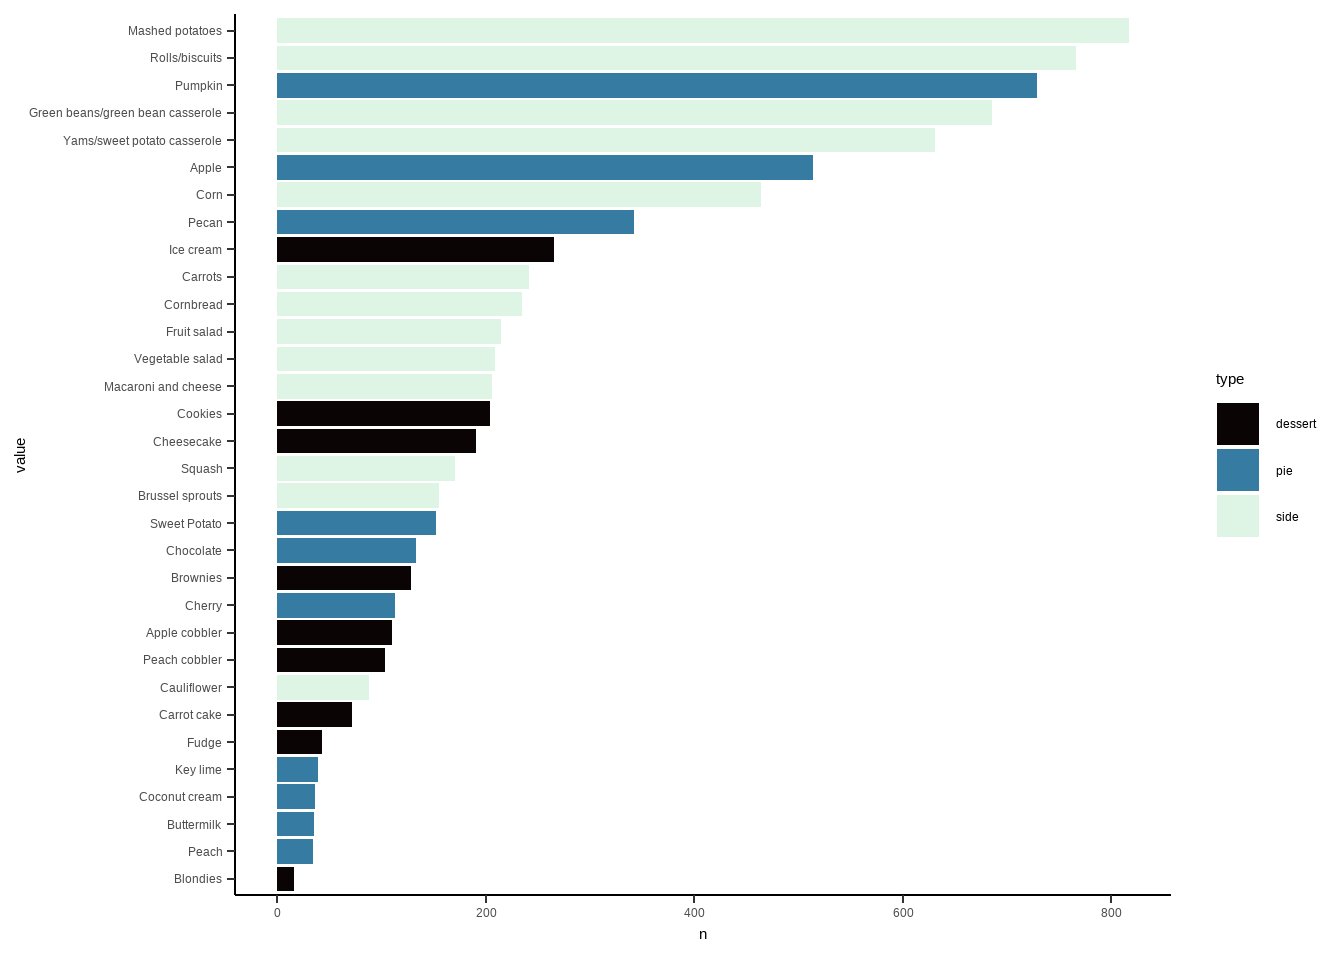 Mashed potatoes
Rolls/biscuits
Pumpkin
Green beans/green bean casserole
Yams/sweet potato casserole
Apple
Corn
Pecan
Ice cream
Carrots
Cornbread
Fruit salad
Vegetable salad
Macaroni and cheese
Cookies
Cheesecake
Squash
Brussel sprouts
Sweet Potato
Chocolate
Brownies
Cherry
Apple cobbler
Peach cobbler
Cauliflower
Carrot cake
Fudge
Key lime
Coconut cream
Buttermilk
Peach
Blondies
value
0 200 400 600 800
n
type
dessert
pie
side